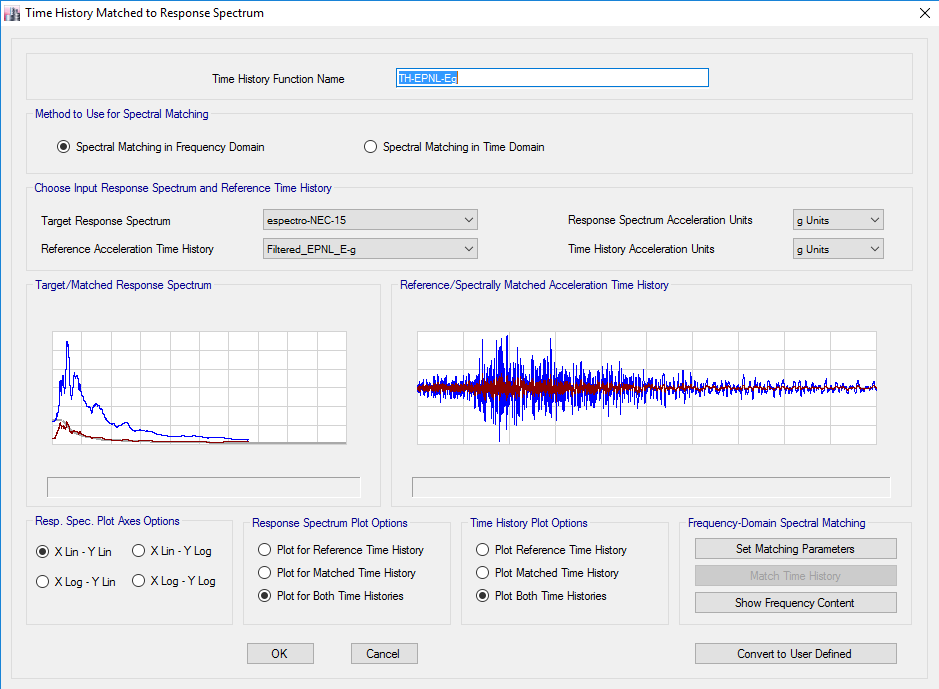 Time History Matched to Response Spectrum
Time History Function Name TH-EPNL-Eg
Method to Use for Spectral Matching
Spectral Matching in Frequency Domain Spectral Matching in Time Domain
Choose Input Response Spectrum and Reference Time History
Target Response Spectrum espectro-NEC-15 Response Spectrum Acceleration Units g Units
Reference Acceleration Time History Filtered_EPNL_E-g Time History Acceleration Units g Units
Target/Matched Response Spectrum Reference/Spectrally Matched Acceleration Time History
Resp. Spec. Plot Axes Options
X Lin - Y Lin X Lin - Y Log
X Log - Y Lin X Log - Y Log
Response Spectrum Plot Options
Plot for Reference Time History
Plot for Matched Time History
Plot for Both Time Histories
Time History Plot Options
Plot Reference Time History
Plot Matched Time History
Plot Both Time Histories
Frequency-Domain Spectral Matching
Set Matching Parameters
Match Time History
Show Frequency Content
OK Cancel Convert to User Defined